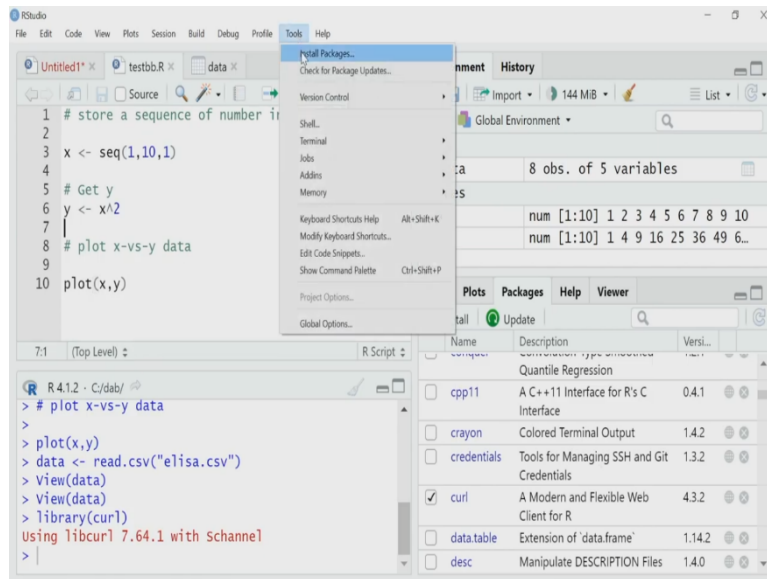 RStudio
File Edit Code View Plots Session Build Debug Profile Tools Help
Untitled1* × testbb.R × data ×
Source
1 # store a sequence of number in
2
3 x <- seq(1,10,1)
4
5 # Get y
6 y <- x^2
7
8 # plot x-vs-y data
9
10 plot(x,y)
7:1 (Top Level) R Script
Install Packages...
Check for Package Updates...
Version Control
Shell...
Terminal
Jobs
Addins
Memory
Keyboard Shortcuts Help Alt+Shift+K
Modify Keyboard Shortcuts...
Edit Code Snippets...
Show Command Palette Ctrl+Shift+P
Project Options...
Global Options...
nment History
Import 144 MiB List
Global Environment
ta 8 obs. of 5 variables
es
num [1:10] 1 2 3 4 5 6 7 8 9 10
num [1:10] 1 4 9 16 25 36 49 6…
R 4.1.2 · C:/dab/
> # plot x-vs-y data
>
> plot(x,y)
> data <- read.csv("elisa.csv")
> View(data)
> View(data)
> library(curl)
Using libcurl 7.64.1 with Schannel
>
Plots Packages Help Viewer
tall Update
Name Description Versi...
Quantile Regression
cpp11 A C++11 Interface for R's C 0.4.1
Interface
crayon Colored Terminal Output 1.4.2
credentials Tools for Managing SSH and Git 1.3.2
Credentials
curl A Modern and Flexible Web 4.3.2
Client for R
data.table Extension of `data.frame` 1.14.2
desc Manipulate DESCRIPTION Files 1.4.0